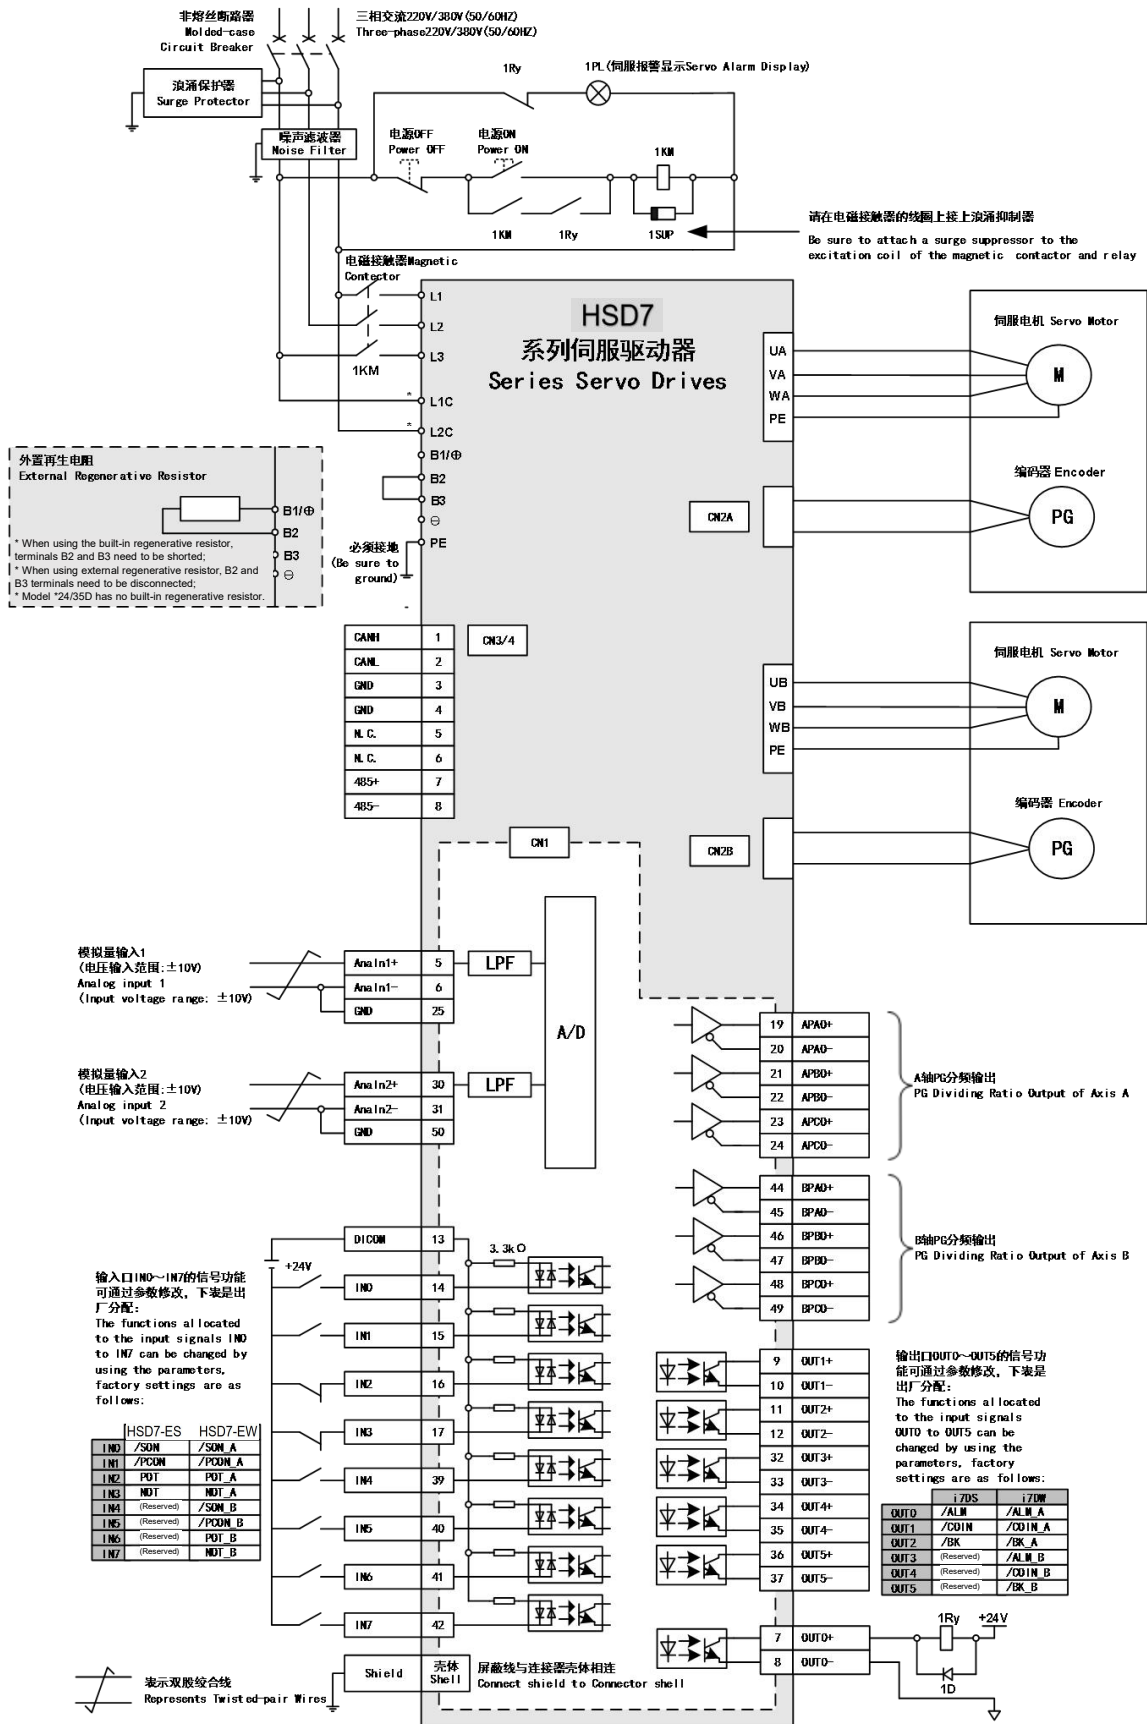 非熔丝断路器
Molded-case
Circuit Breaker
三相交流220V/380V(50/60HZ)
Three-phase220V/380V(50/60HZ)
浪涌保护器
Surge Protector
噪声滤波器
Noise Filter
1Ry
1PL(伺服报警显示Servo Alarm Display)
电源OFF
Power OFF
电源ON
Power ON
1KM
1KM
1Ry
1SUP
请在电磁接触器的线圈上接上浪涌抑制器
Be sure to attach a surge suppressor to the
excitation coil of the magnetic contactor and relay
电磁接触器Magnetic
Contector
1KM
L1
L2
L3
* L1C
* L2C
B1/⊕
B2
B3
⊖
PE
必须接地
(Be sure to
ground)
HSD7
系列伺服驱动器
Series Servo Drives
外置再生电阻
External Regenerative Resistor
B1/⊕
B2
B3
⊖
* When using the built-in regenerative resistor,
terminals B2 and B3 need to be shorted;
* When using external regenerative resistor, B2 and
B3 terminals need to be disconnected;
* Model *24/35D has no built-in regenerative resistor.
UA
VA
WA
PE
CN2A
伺服电机 Servo Motor
M
编码器 Encoder
PG
CANH 1
CANL 2
GND 3
GND 4
N.C. 5
N.C. 6
485+ 7
485- 8
CN3/4
UB
VB
WB
PE
CN2B
伺服电机 Servo Motor
M
编码器 Encoder
PG
CN1
模拟量输入1
(电压输入范围:±10V)
Analog input 1
(Input voltage range: ±10V)
AnaIn1+ 5
AnaIn1- 6
GND 25
LPF
A/D
模拟量输入2
(电压输入范围:±10V)
Analog input 2
(Input voltage range: ±10V)
AnaIn2+ 30
AnaIn2- 31
GND 50
LPF
19 APAO+
20 APAO-
21 APBO+
22 APBO-
23 APCO+
24 APCO-
A轴PG分频输出
PG Dividing Ratio Output of Axis A
44 BPAO+
45 BPAO-
46 BPBO+
47 BPBO-
48 BPCO+
49 BPCO-
B轴PG分频输出
PG Dividing Ratio Output of Axis B
DICOM 13
3.3kΩ
+24V
IN0 14
IN1 15
IN2 16
IN3 17
IN4 39
IN5 40
IN6 41
IN7 42
输入口IN0～IN7的信号功能
可通过参数修改，下表是出
厂分配：
The functions allocated
to the input signals IN0
to IN7 can be changed by
using the parameters,
factory settings are as
follows:
HSD7-ES HSD7-EW
IN0 /SON /SON_A
IN1 /PCON /PCON_A
IN2 POT POT_A
IN3 NOT NOT_A
IN4 (Reserved) /SON_B
IN5 (Reserved) /PCON_B
IN6 (Reserved) POT_B
IN7 (Reserved) NOT_B
9 OUT1+
10 OUT1-
11 OUT2+
12 OUT2-
32 OUT3+
33 OUT3-
34 OUT4+
35 OUT4-
36 OUT5+
37 OUT5-
7 OUT0+
8 OUT0-
输出口OUT0～OUT5的信号功
能可通过参数修改，下表是
出厂分配：
The functions allocated
to the input signals
OUT0 to OUT5 can be
changed by using the
parameters, factory
settings are as follows:
i7DS i7DW
OUT0 /ALM /ALM_A
OUT1 /COIN /COIN_A
OUT2 /BK /BK_A
OUT3 (Reserved) /ALM_B
OUT4 (Reserved) /COIN_B
OUT5 (Reserved) /BK_B
1Ry
+24V
1D
Shield 壳体
Shell
屏蔽线与连接器壳体相连
Connect shield to Connector shell
表示双股绞合线
Represents Twisted-pair Wires